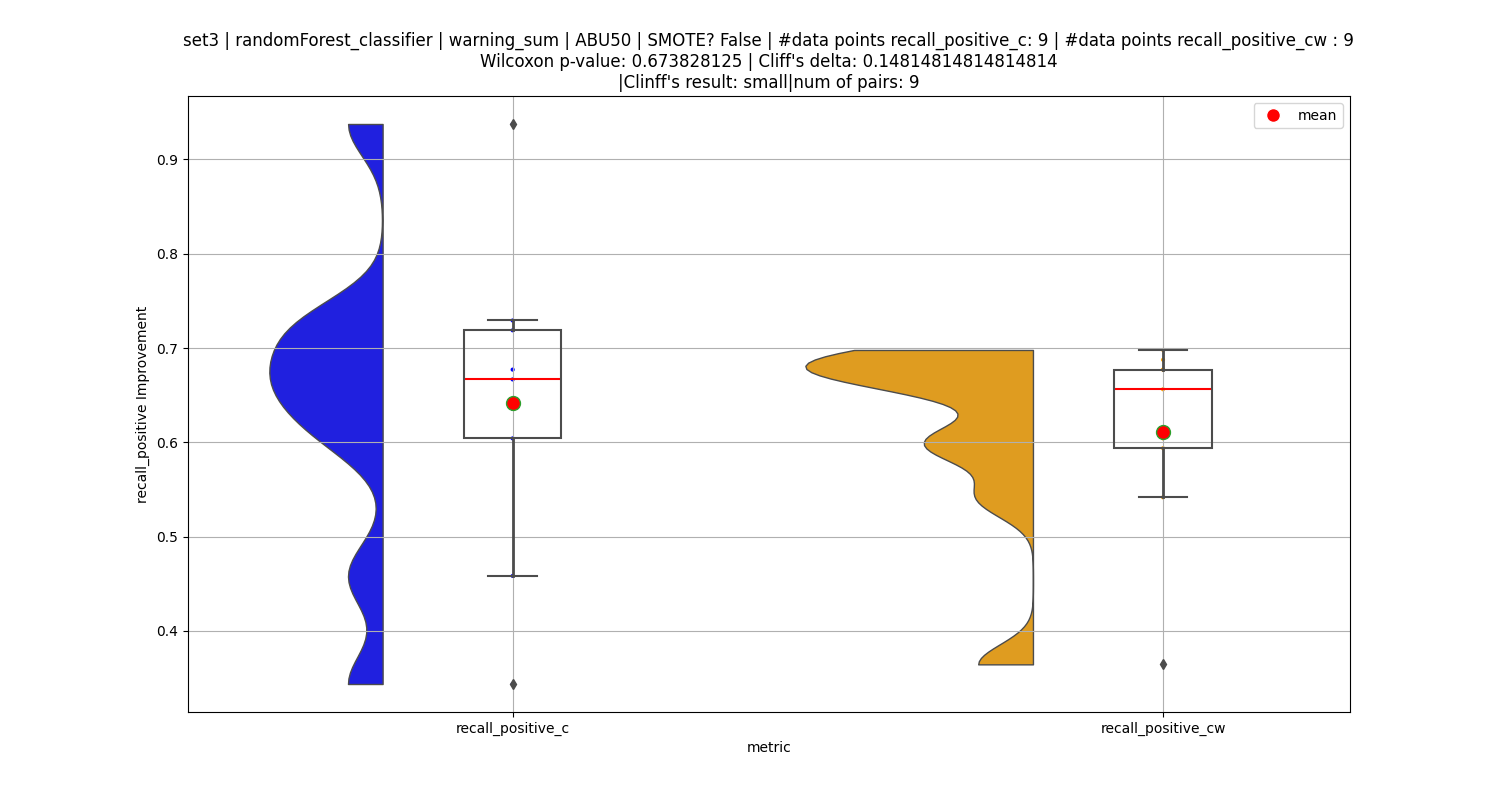 set3 | randomForest_classifier | warning_sum | ABU50 | SMOTE? False | #data points recall_positive_c: 9 | #data points recall_positive_cw : 9
Wilcoxon p-value: 0.673828125 | Cliff's delta: 0.14814814814814814
|Clinff's result: small|num of pairs: 9
mean
0.9
0.8
0.7
0.6
0.5
0.4
recall_positive Improvement
recall_positive_c
recall_positive_cw
metric